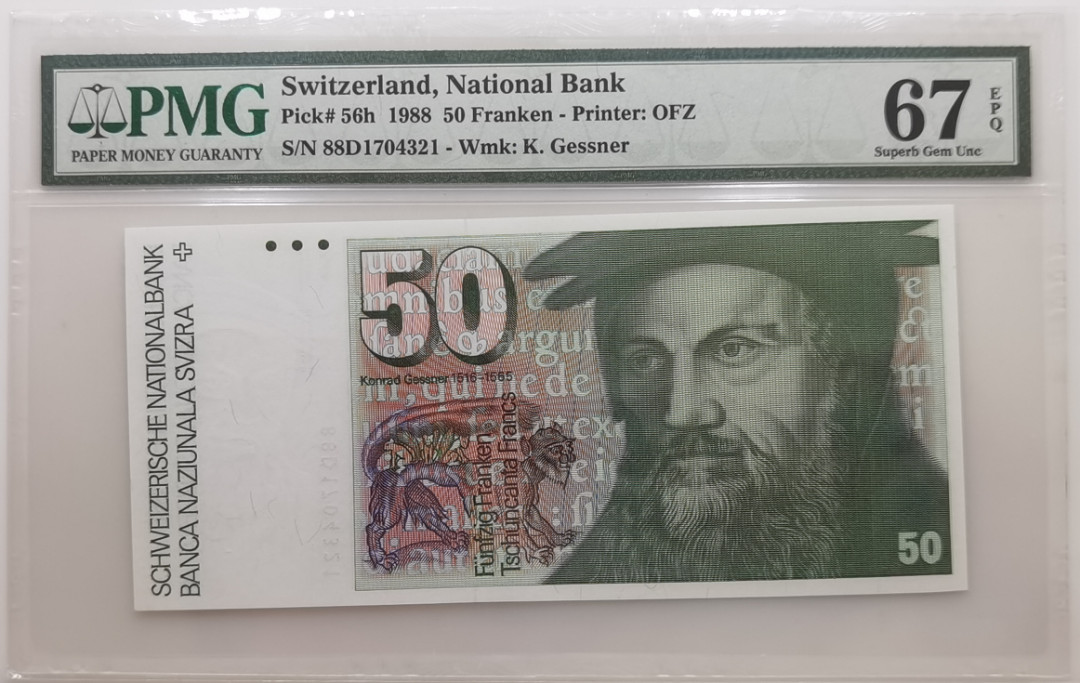 PMG
PAPER MONEY GUARANTY
Switzerland, National Bank
Pick# 56h 1988 50 Franken - Printer: OFZ
S/N 88D1704321 - Wmk: K. Gessner
67
EPQ
Superb Gem Unc
SCHWEIZERISCHE NATIONALBANK
BANCA NAZIUNALA SVIZRA
50
Konrad Gessner 1516-1565
Fünfzig Franken
Tschuncanta Francs
argu
50